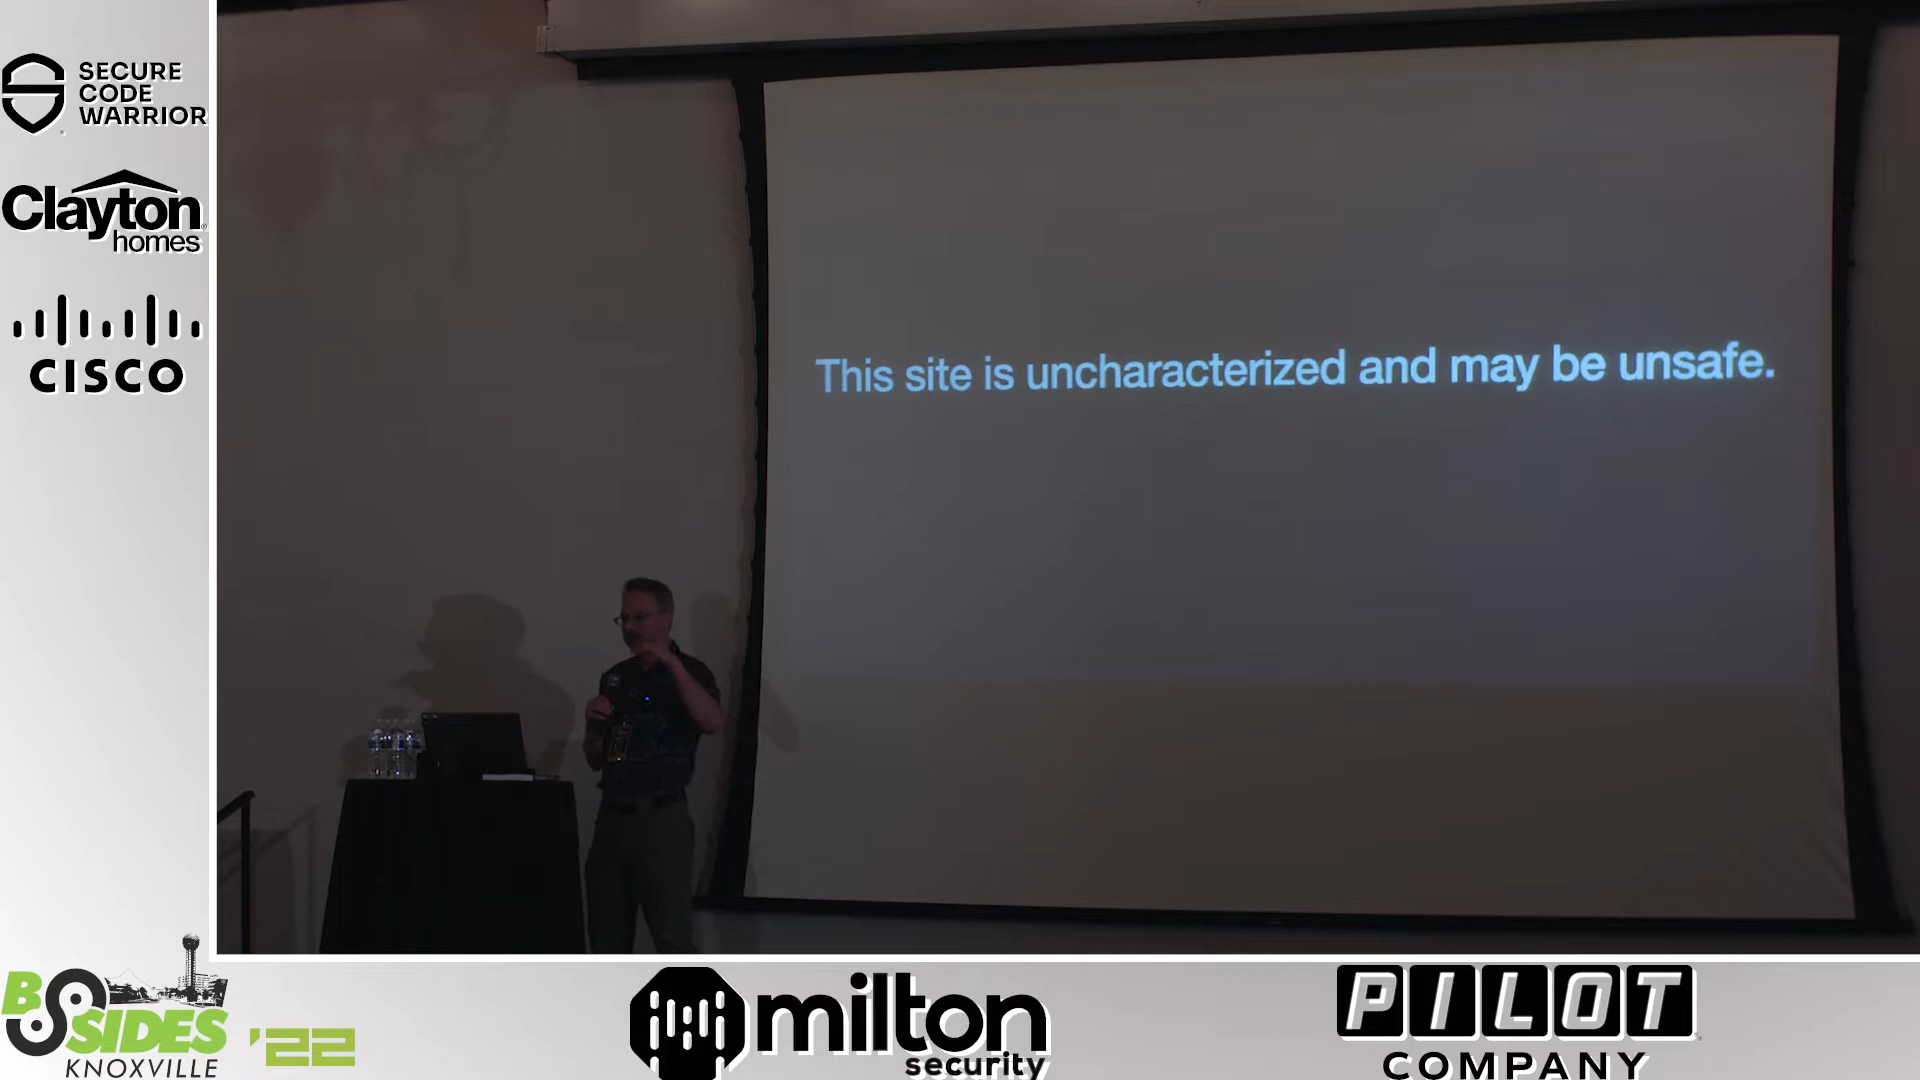 SECURE
CODE
WARRIOR
Clayton
homes
CISCO
This site is uncharacterized and may be unsafe.
BSIDES
KNOXVILLE
'22
milton
security
PILOT
COMPANY